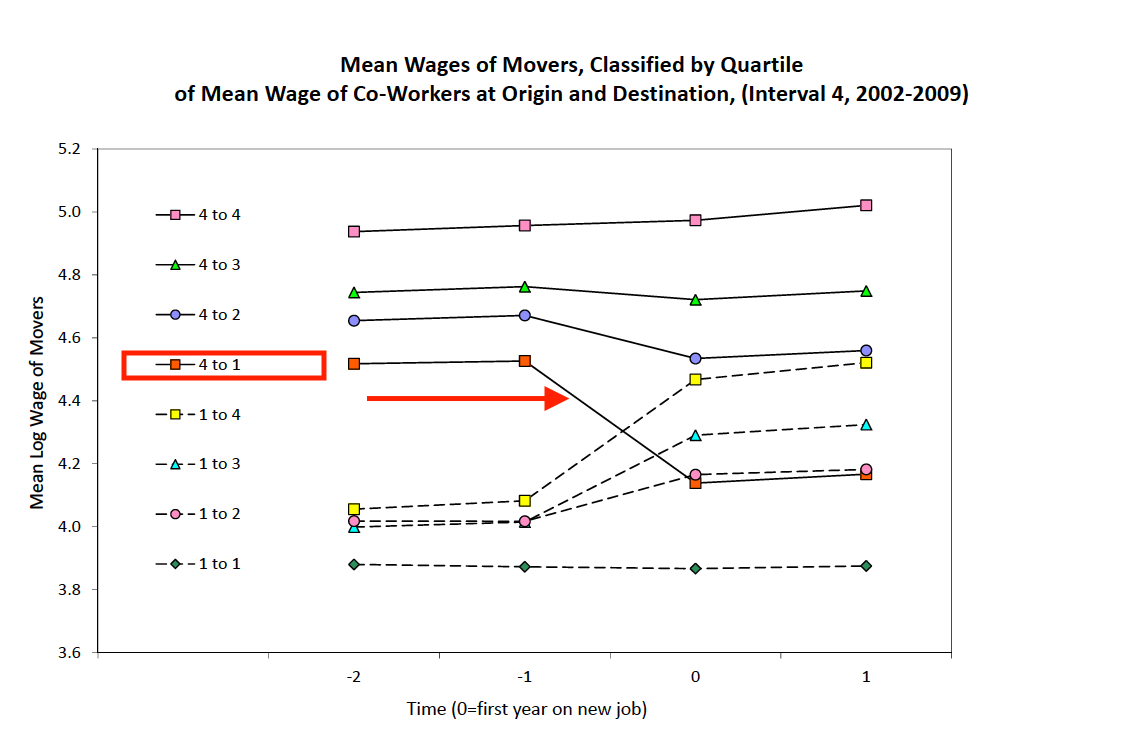 Mean Wages of Movers, Classified by Quartile
of Mean Wage of Co-Workers at Origin and Destination, (Interval 4, 2002-2009)
Mean Log Wage of Movers
5.2
5.0
4.8
4.6
4.4
4.2
4.0
3.8
3.6
4 to 4
4 to 3
4 to 2
4 to 1
1 to 4
1 to 3
1 to 2
1 to 1
-2 -1 0 1
Time (0=first year on new job)